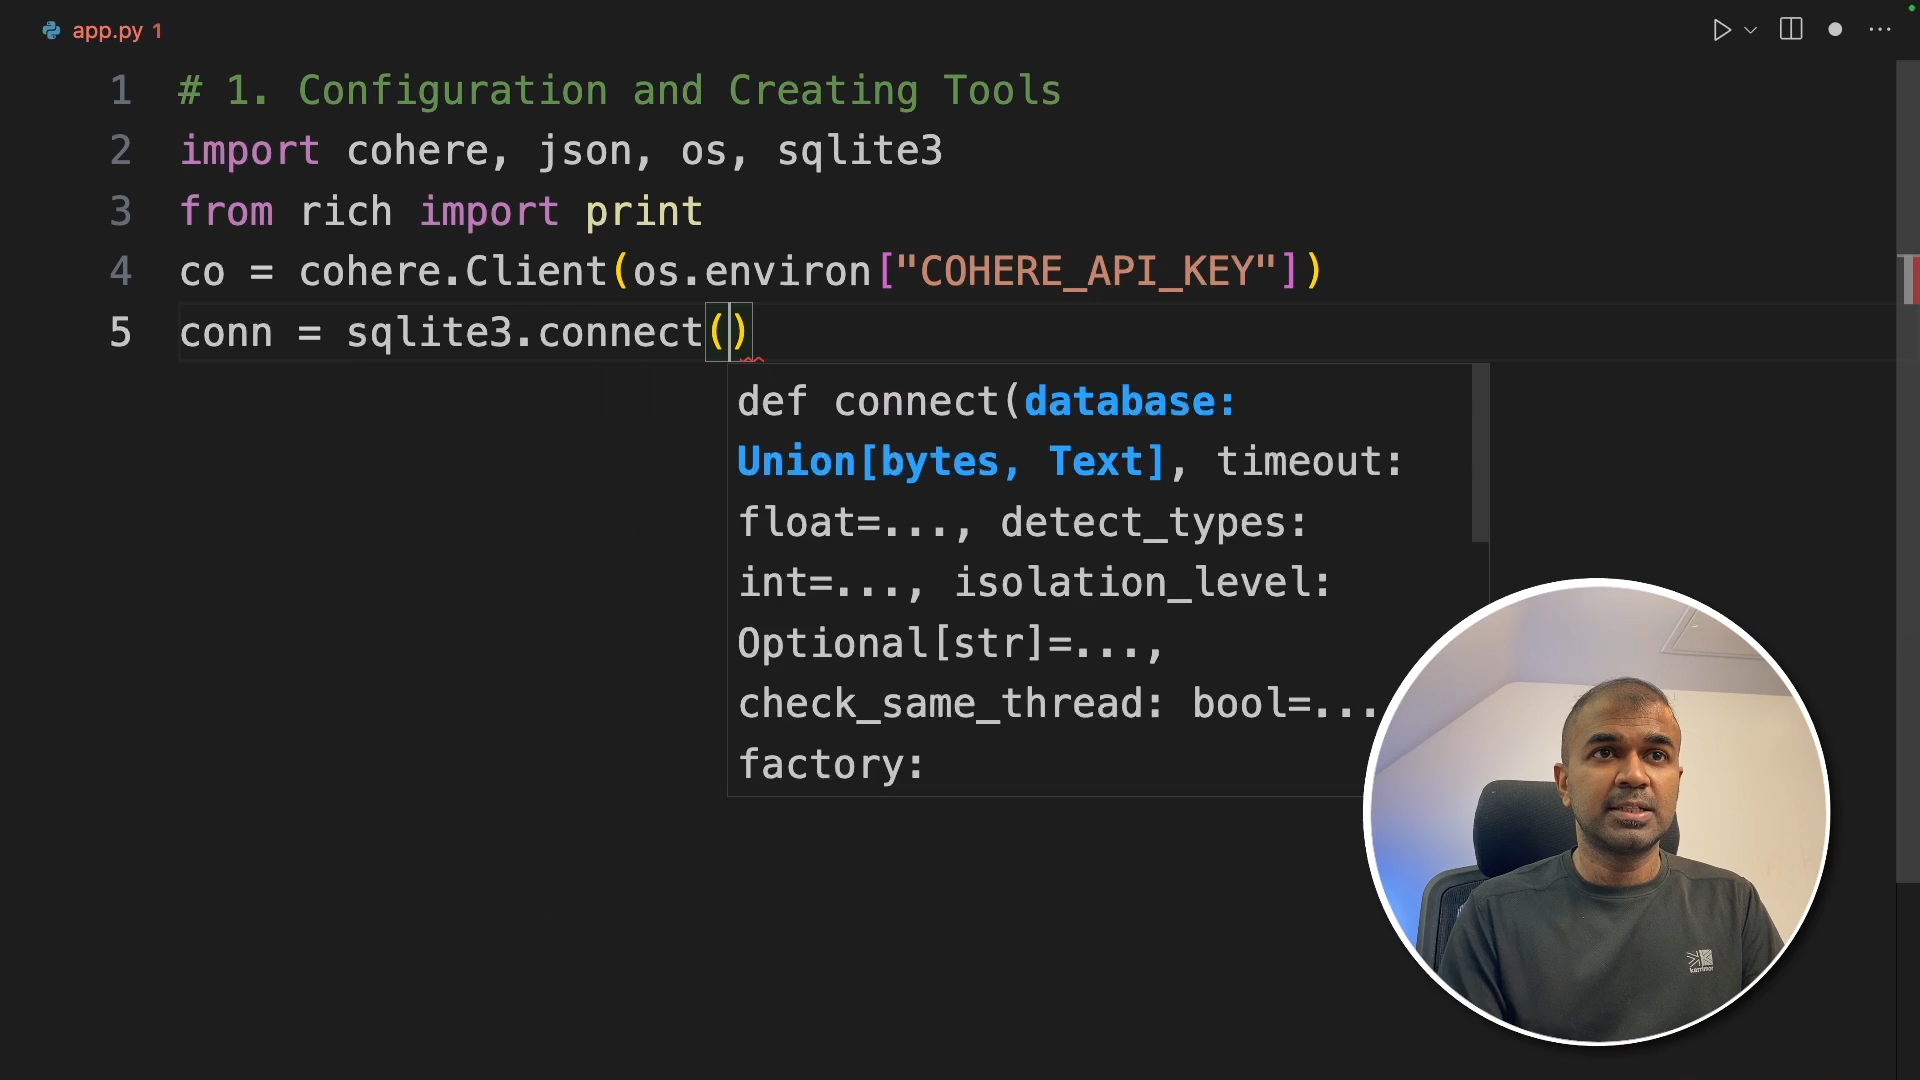 app.py 1
1 # 1. Configuration and Creating Tools
2 import cohere, json, os, sqlite3
3 from rich import print
4 co = cohere.Client(os.environ["COHERE_API_KEY"])
5 conn = sqlite3.connect()
def connect(database:
Union[bytes, Text], timeout:
float=..., detect_types:
int=..., isolation_level:
Optional[str]=...,
check_same_thread: bool=...
factory: